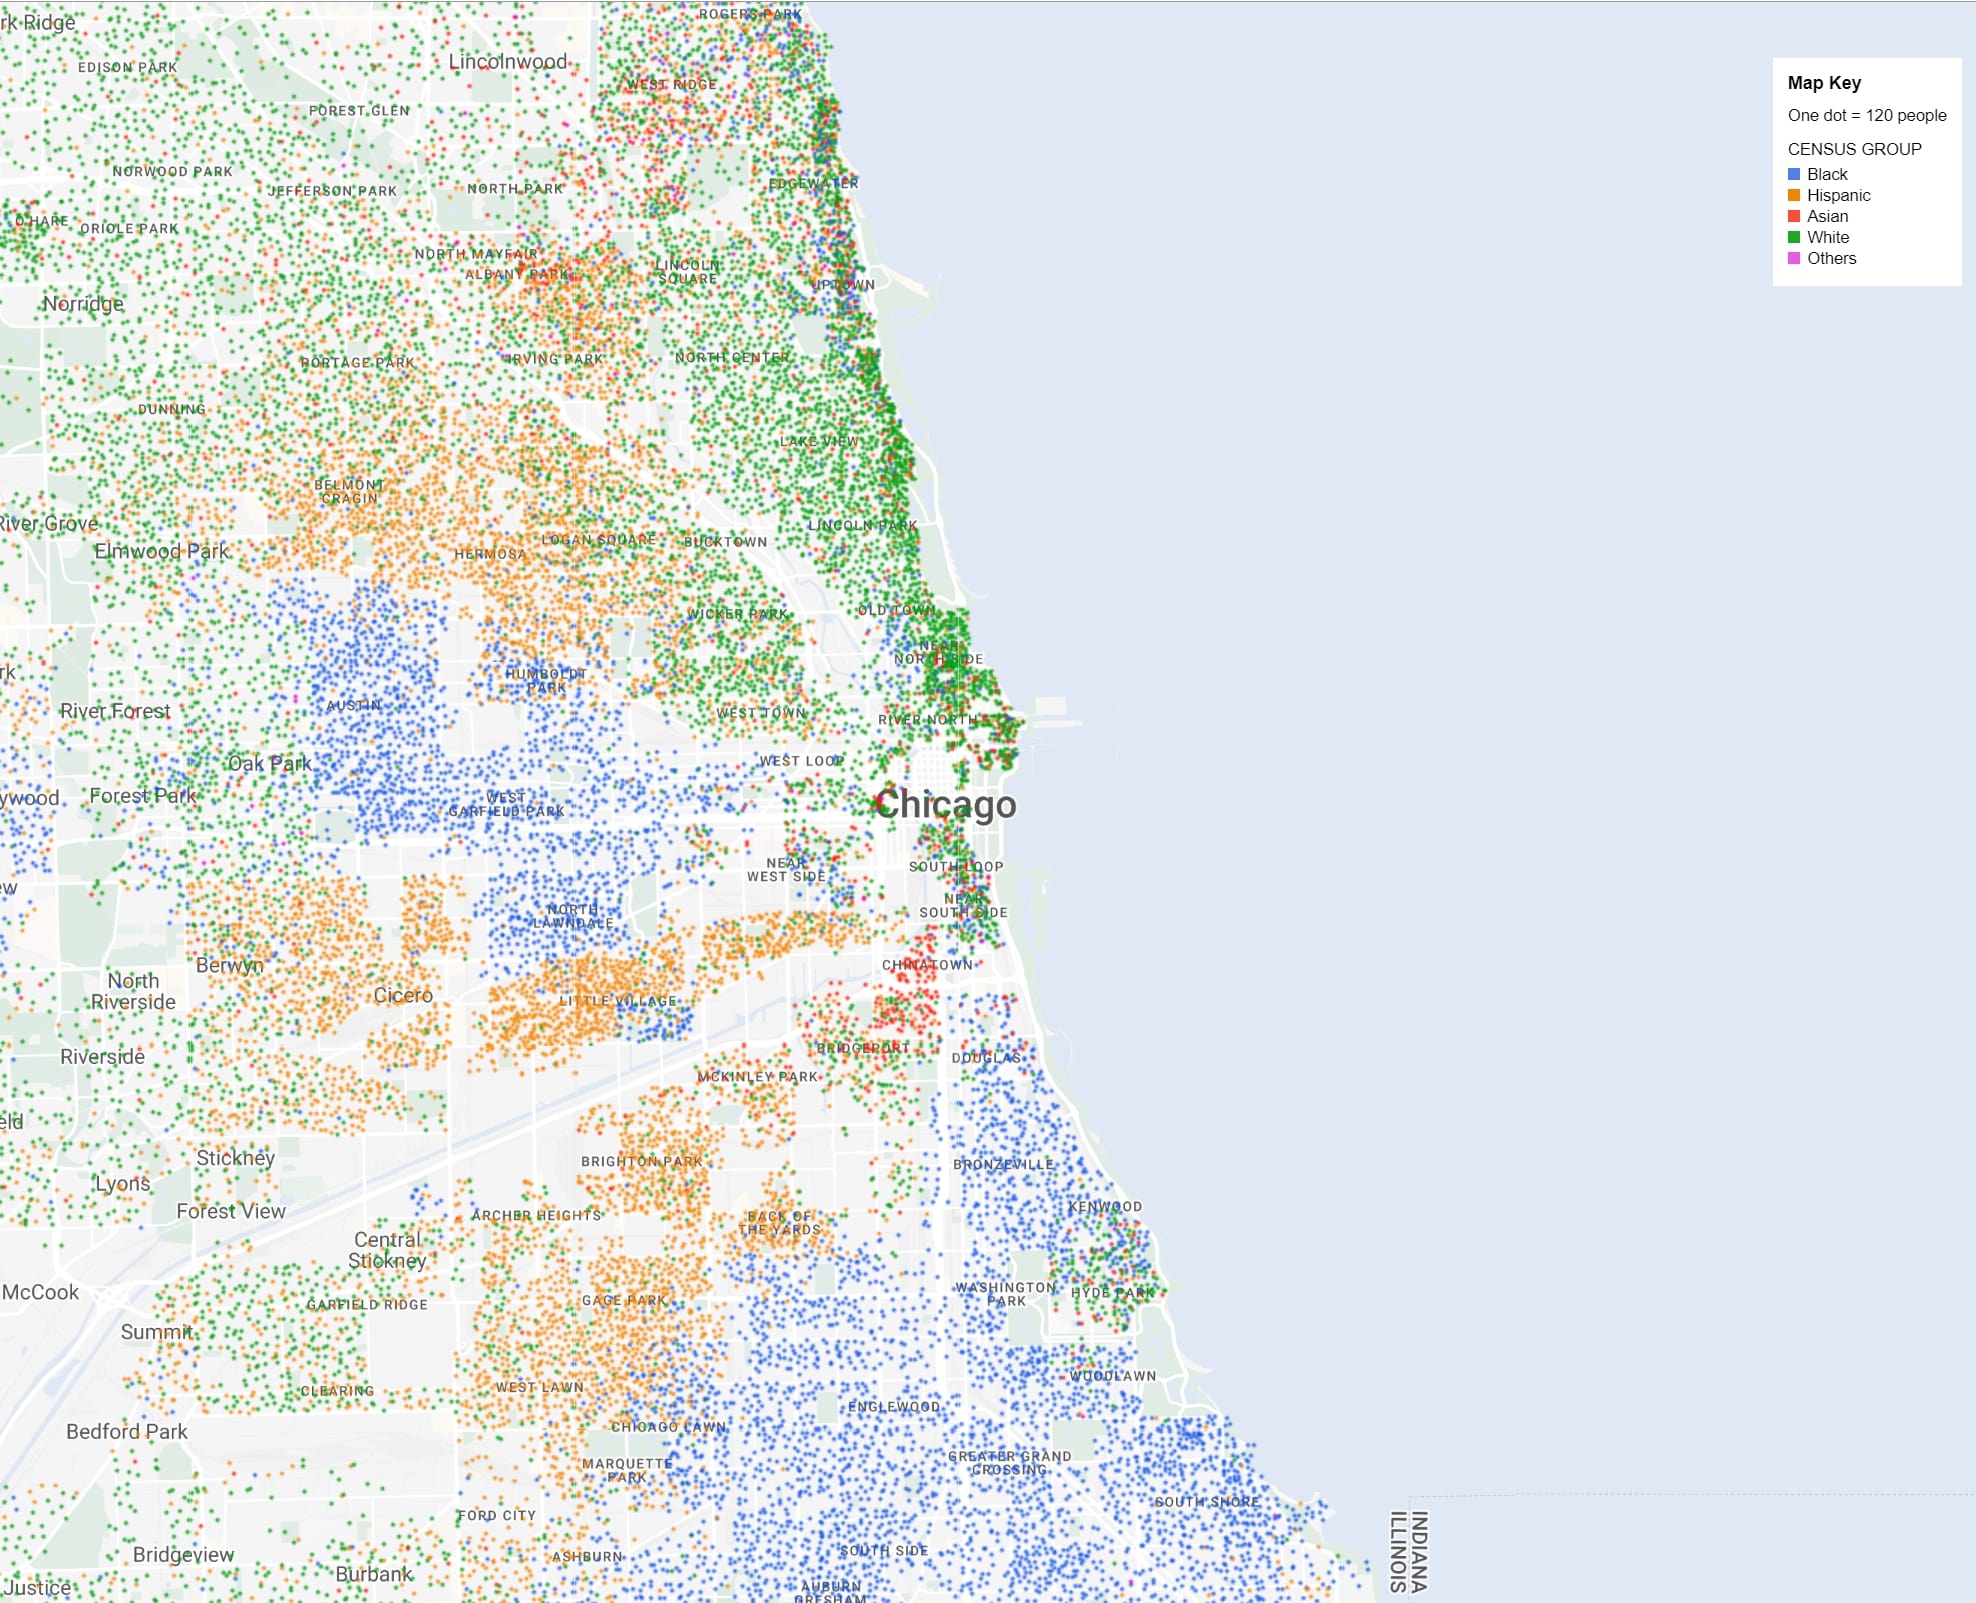 ROGERS PARK
rk Ridge
EDISON PARK
Lincolnwood
WEST RIDGE
FOREST GLEN
NORWOOD PARK
JEFFERSON PARK
NORTH PARK
EDGEWATER
O'HARE
ORIOLE PARK
NORTH MAYFAIR
ALBANY PARK
LINCOLN
SQUARE
UPTOWN
Norridge
PORTAGE PARK
IRVING PARK
NORTH CENTER
DUNNING
LAKE VIEW
BELMONT
CRAGIN
River Grove
LINCOLN PARK
Elmwood Park
HERMOSA
LOGAN SQUARE
BUCKTOWN
WICKER PARK
OLD TOWN
NEAR
NORTH SIDE
rk
HUMBOLDT
PARK
AUSTIN
River Forest
WEST TOWN
RIVER NORTH
Oak Park
WEST LOOP
ywood
Forest Park
WEST
GARFIELD PARK
Chicago
NEAR
WEST SIDE
SOUTH LOOP
ew
NORTH
LAWNDALE
NEAR
SOUTH SIDE
Berwyn
CHINATOWN
North
Riverside
Cicero
LITTLE VILLAGE
Riverside
BRIDGEPORT
DOUGLAS
MCKINLEY PARK
eld
Stickney
BRIGHTON PARK
BRONZEVILLE
Lyons
Forest View
ARCHER HEIGHTS
BACK OF
THE YARDS
KENWOOD
Central
Stickney
McCook
GARFIELD RIDGE
GAGE PARK
WASHINGTON
PARK
HYDE PARK
Summit
CLEARING
WEST LAWN
WOODLAWN
ENGLEWOOD
Bedford Park
CHICAGO LAWN
MARQUETTE
PARK
GREATER GRAND
CROSSING
FORD CITY
SOUTH SHORE
Bridgeview
ASHBURN
SOUTH SIDE
Burbank
Justice
AUBURN
GRESHAM
INDIANA
ILLINOIS
Map Key
One dot = 120 people
CENSUS GROUP
Black
Hispanic
Asian
White
Others